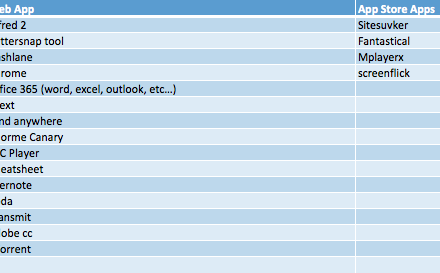 eb App App Store Apps
fred 2 Sitesuvker
ttersnap tool Fantastical
ashlane Mplayerx
rome screenflick
fice 365 (word, excel, outlook, etc...)
ext
nd anywhere
orme Canary
C Player
eatsheet
ernote
da
ansmit
obe cc
orrent